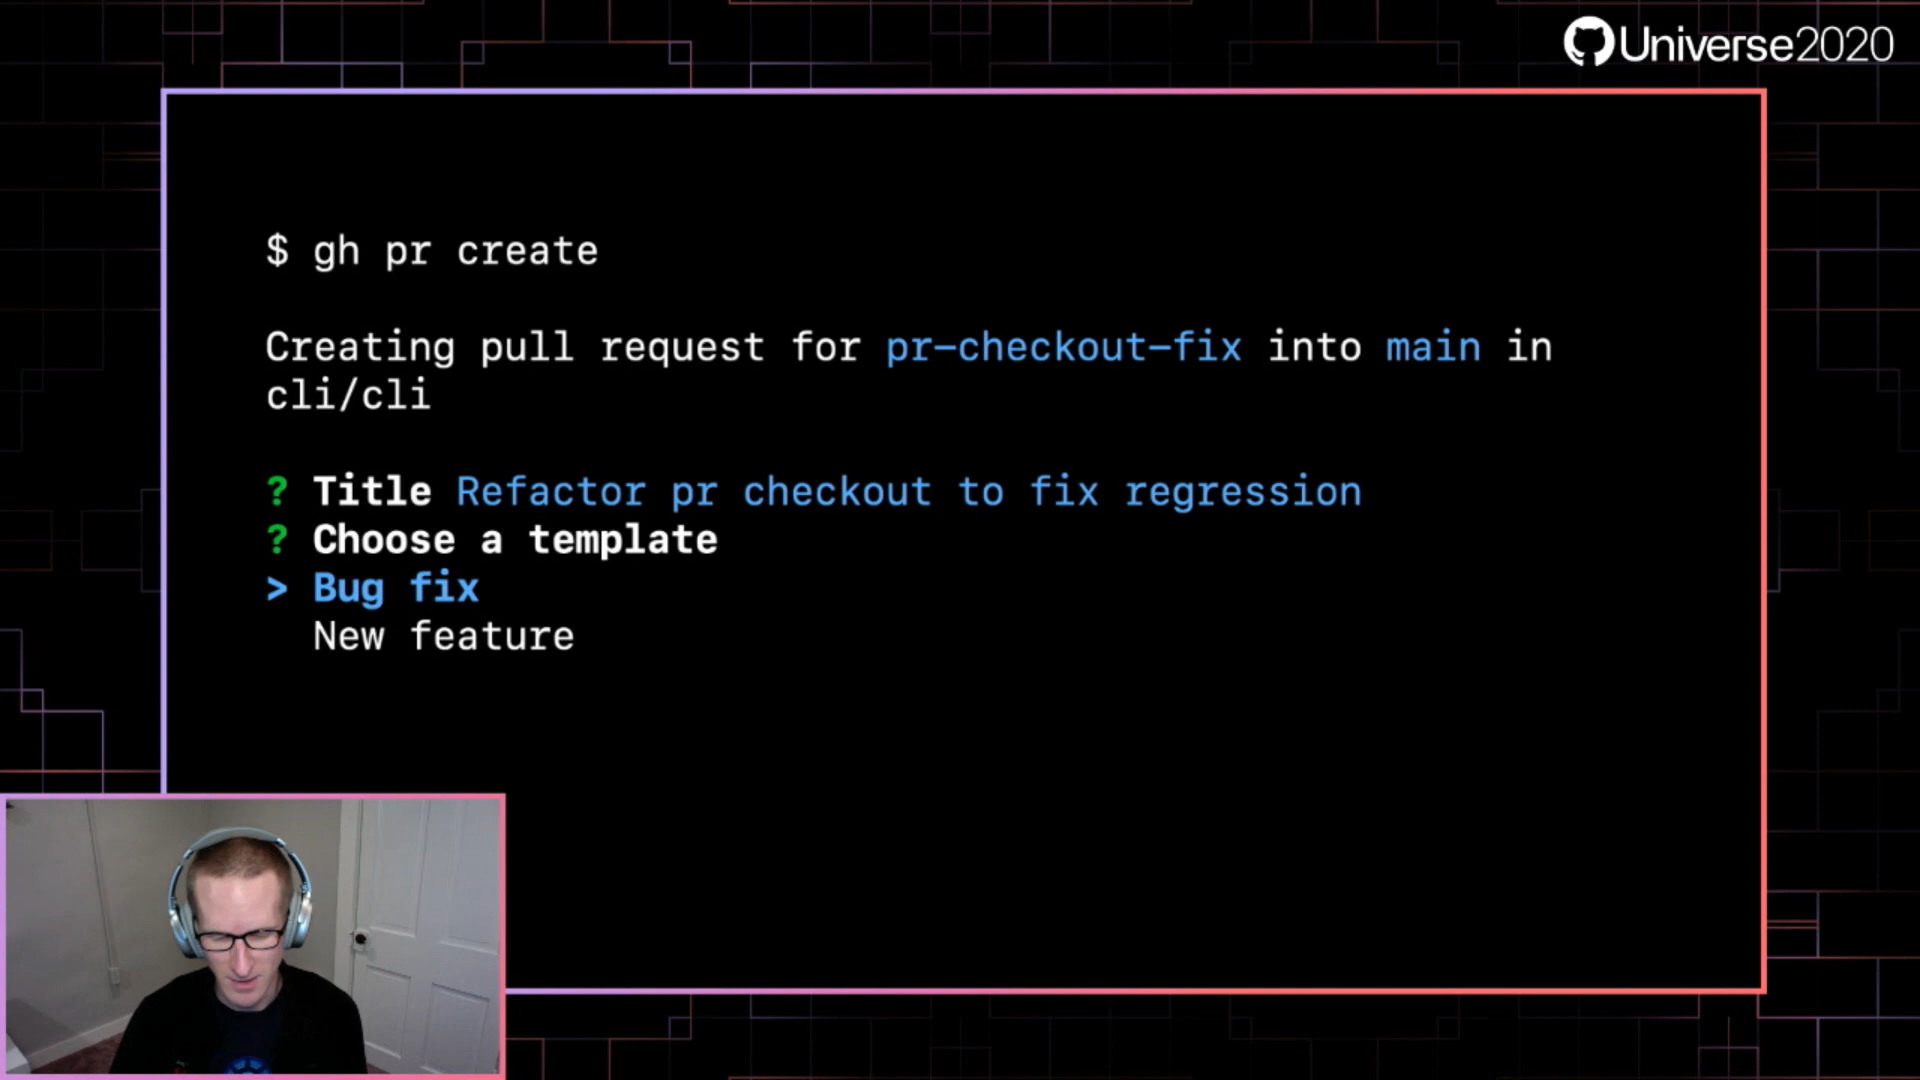 Universe2020
$ gh pr create
Creating pull request for pr-checkout-fix into main in
cli/cli
? Title Refactor pr checkout to fix regression
? Choose a template
> Bug fix
New feature